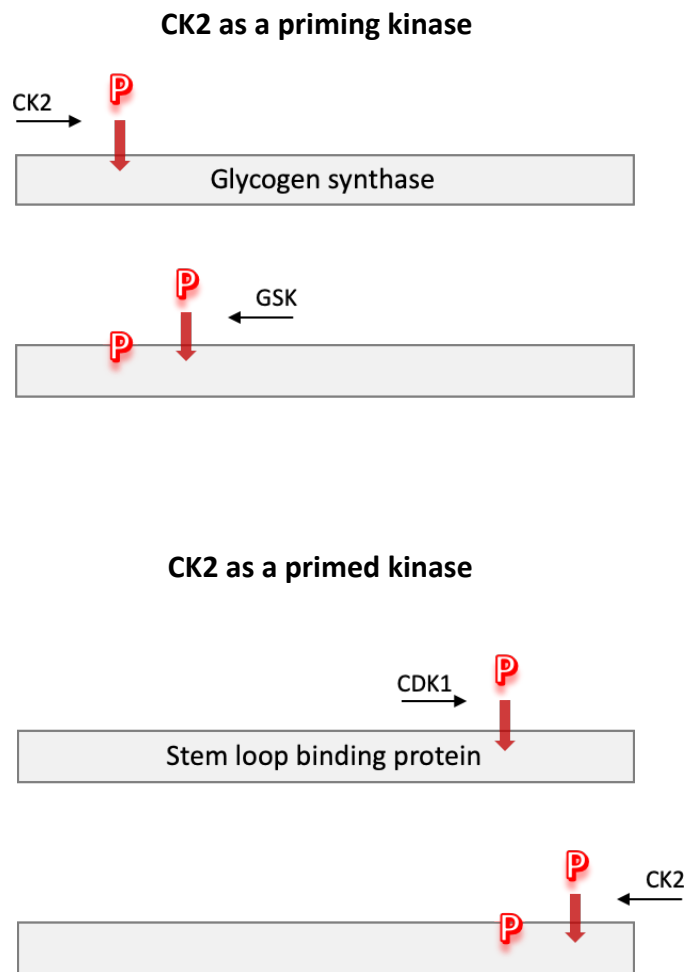 CK2 as a priming kinase
P
CK2
Glycogen synthase
P
GSK
P
CK2 as a primed kinase
P
CDK1
Stem loop binding protein
P
CK2
P